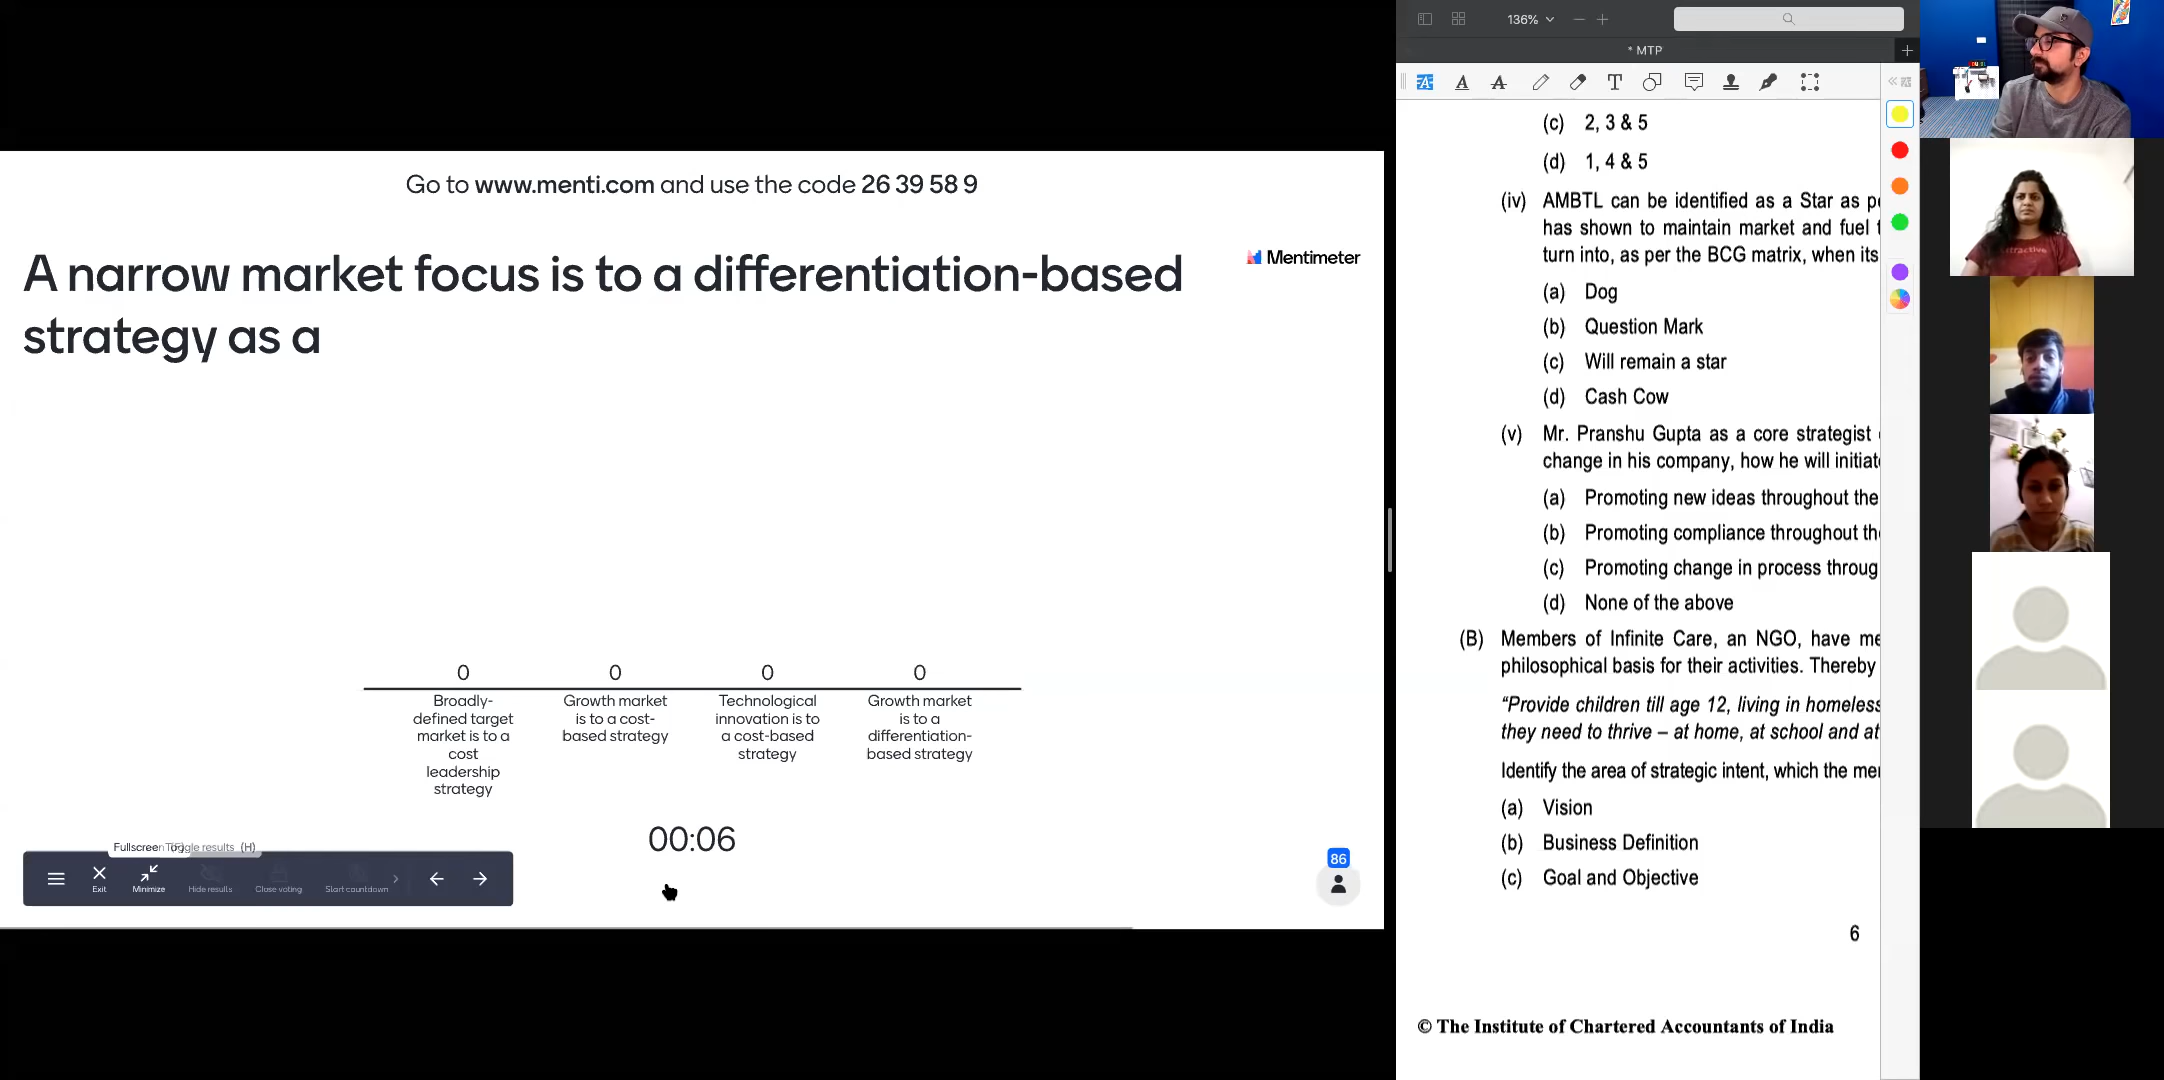 Go to www.menti.com and use the code 26 39 58 9
A narrow market focus is to a differentiation-based
strategy as a
Mentimeter
0
0
0
0
Broadly-
defined target
market is to a
cost
leadership
strategy
Growth market
is to a cost-
based strategy
Technological
innovation is to
a cost-based
strategy
Growth market
is to a
differentiation-
based strategy
00:06
Exit
Minimize
Hide results
Close voting
Start countdown
86
136%
* MTP
(c) 2, 3 & 5
(d) 1, 4 & 5
(iv) AMBTL can be identified as a Star as
has shown to maintain market and fuel
turn into, as per the BCG matrix, when its
(a) Dog
(b) Question Mark
(c) Will remain a star
(d) Cash Cow
(v) Mr. Pranshu Gupta as a core strategist
change in his company, how he will
(a) Promoting new ideas throughout the
(b) Promoting compliance throughout
(c) Promoting change in process
(d) None of the above
(B) Members of Infinite Care, an NGO, have
philosophical basis for their activities. Thereby
“Provide children till age 12, living in
they need to thrive – at home, at school and at
Identify the area of strategic intent, which the
(a) Vision
(b) Business Definition
(c) Goal and Objective
6
© The Institute of Chartered Accountants of India